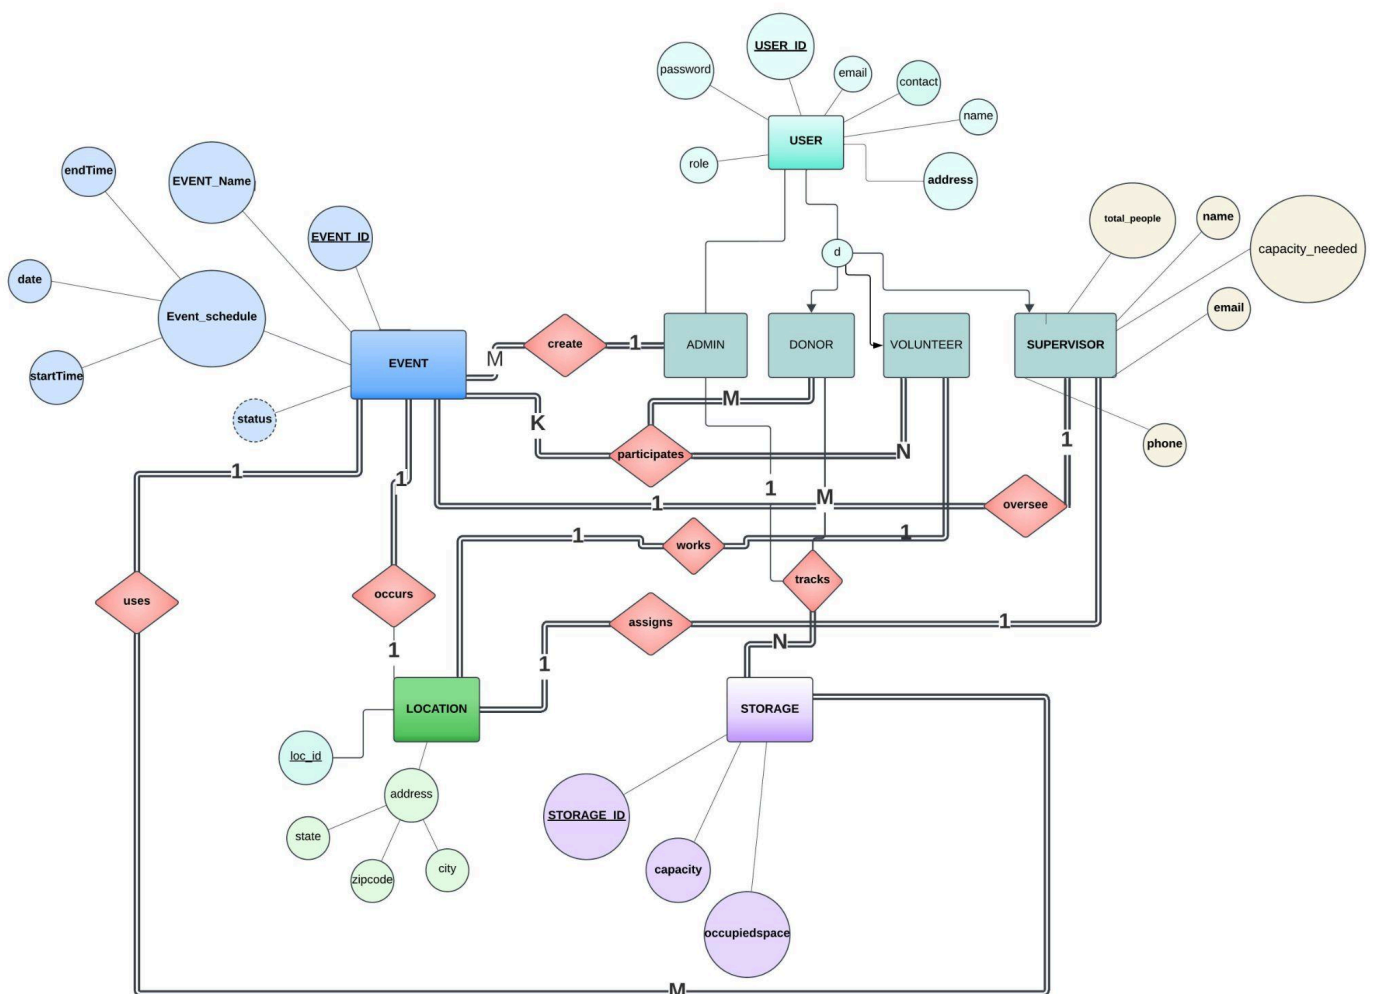 USER_ID
password
email
contact
name
USER
role
address
endTime
EVENT_Name
EVENT_ID
date
Event_schedule
startTime
status
EVENT
total_people
name
capacity_needed
email
phone
d
M
create
1
ADMIN
DONOR
VOLUNTEER
SUPERVISOR
K
M
participates
N
1
1
1
1
1
M
oversee
1
works
1
uses
occurs
tracks
assigns
1
1
1
N
LOCATION
STORAGE
loc_id
address
state
zipcode
city
STORAGE_ID
capacity
occupiedspace
M